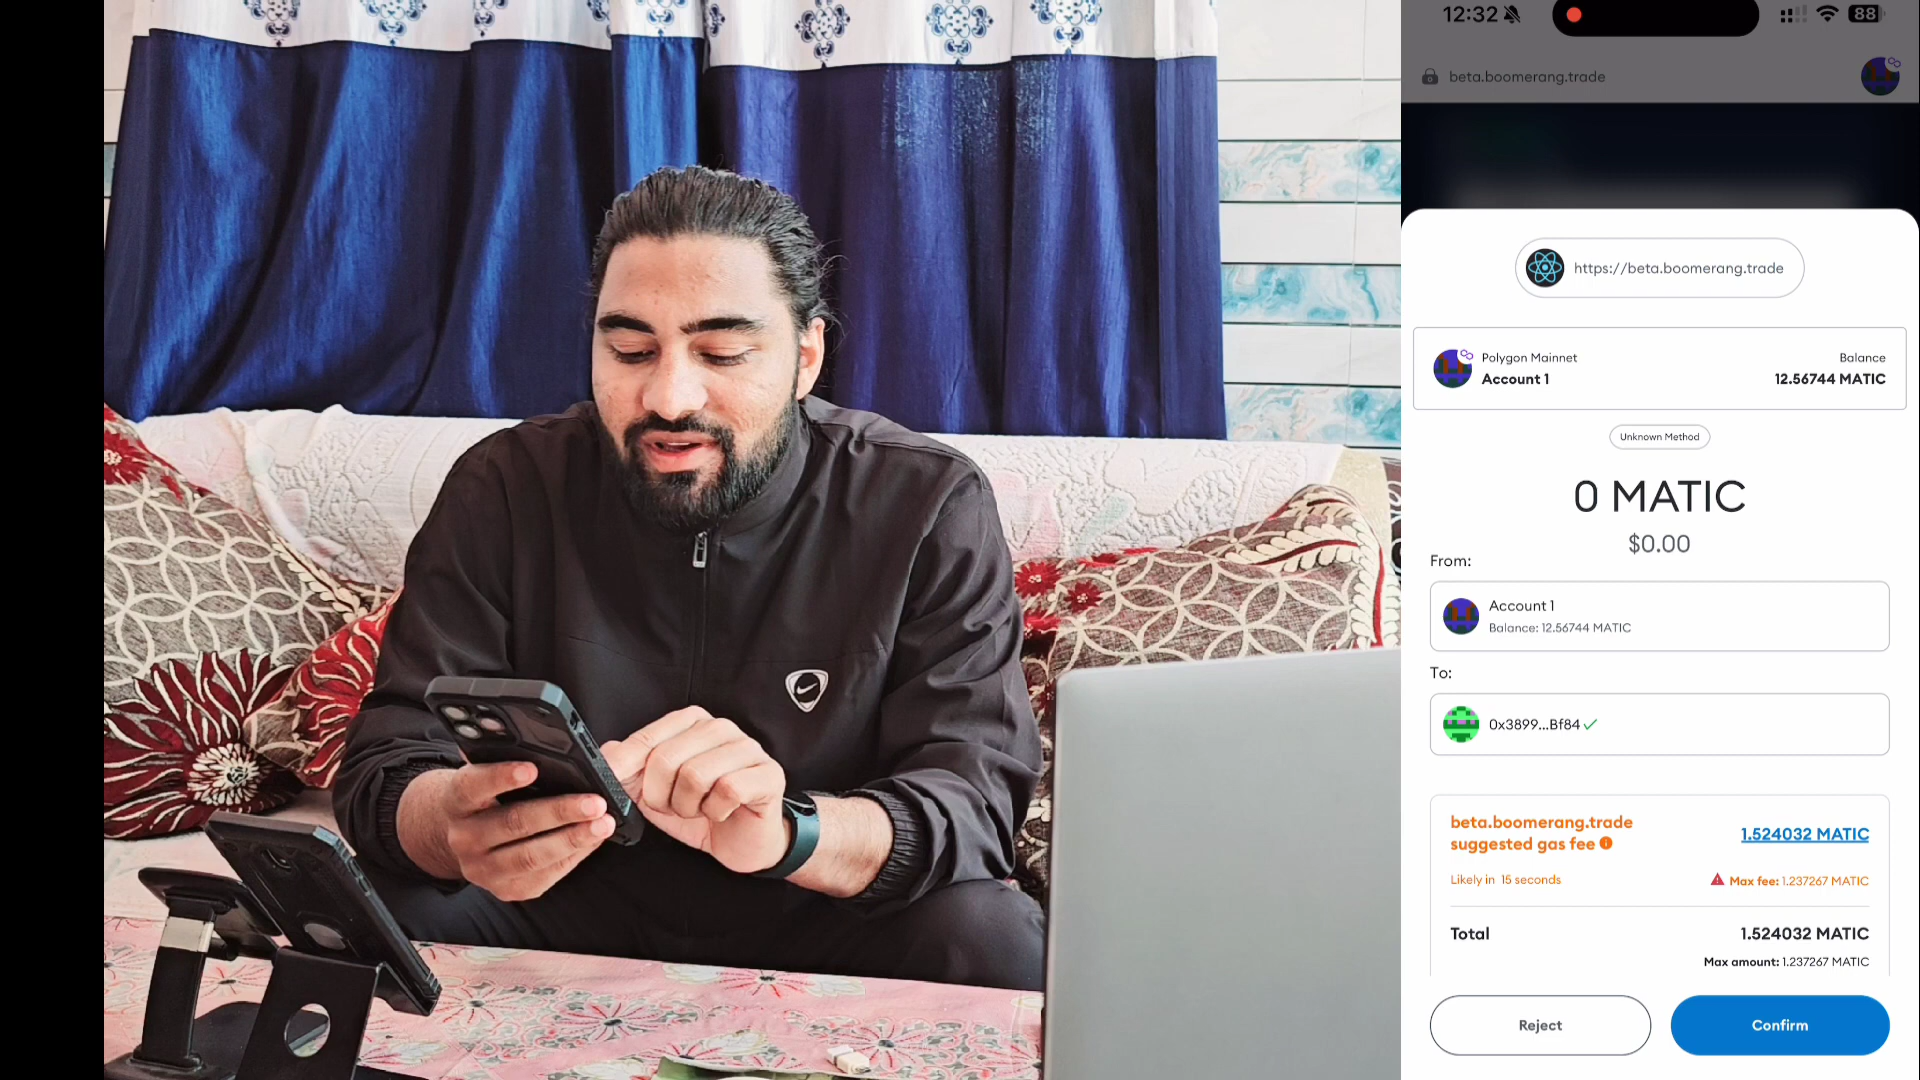 12:32
88
beta.boomerang.trade
https://beta.boomerang.trade
Polygon Mainnet
Balance
Account 1
12.56744 MATIC
Unknown Method
0 MATIC
$0.00
From:
Account 1
Balance: 12.56744 MATIC
To:
0x3899...Bf84
beta.boomerang.trade
suggested gas fee
1.524032 MATIC
Likely in 15 seconds
Max fee: 1.237267 MATIC
Total
1.524032 MATIC
Max amount: 1.237267 MATIC
Reject
Confirm